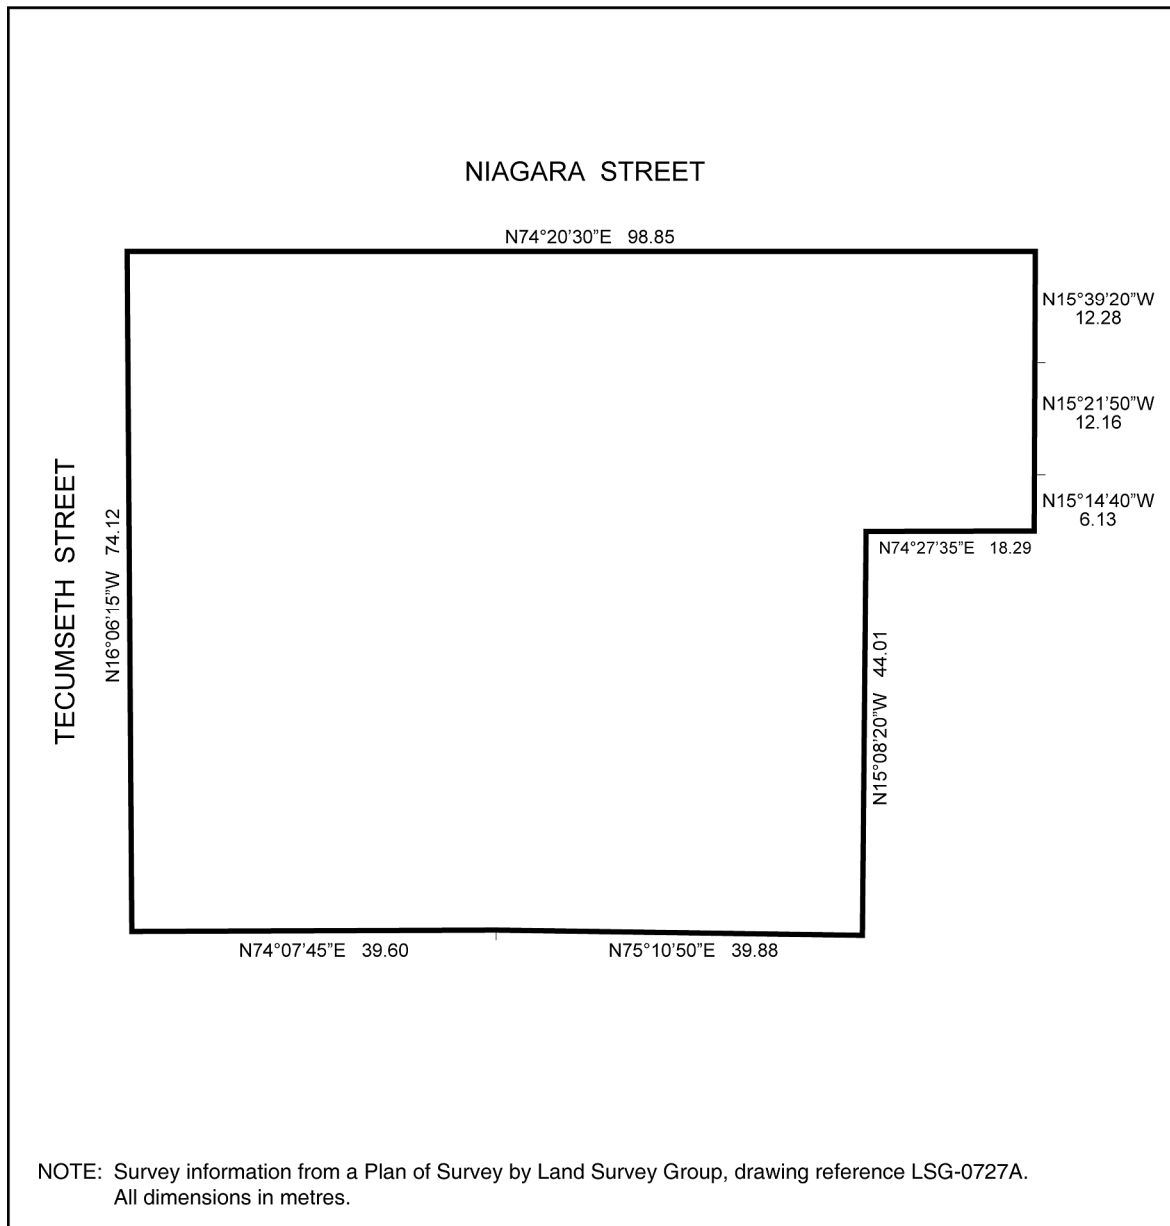 NIAGARA STREET
N74°20'30"E 98.85
N15°39'20"W
12.28
N15°21'50"W
12.16
N15°14'40"W
6.13
N74°27'35"E 18.29
TECUMSETH STREET
N16°06'15"W 74.12
N15°08'20"W 44.01
N74°07'45"E 39.60
N75°10'50"E 39.88
NOTE: Survey information from a Plan of Survey by Land Survey Group, drawing reference LSG-0727A.
All dimensions in metres.